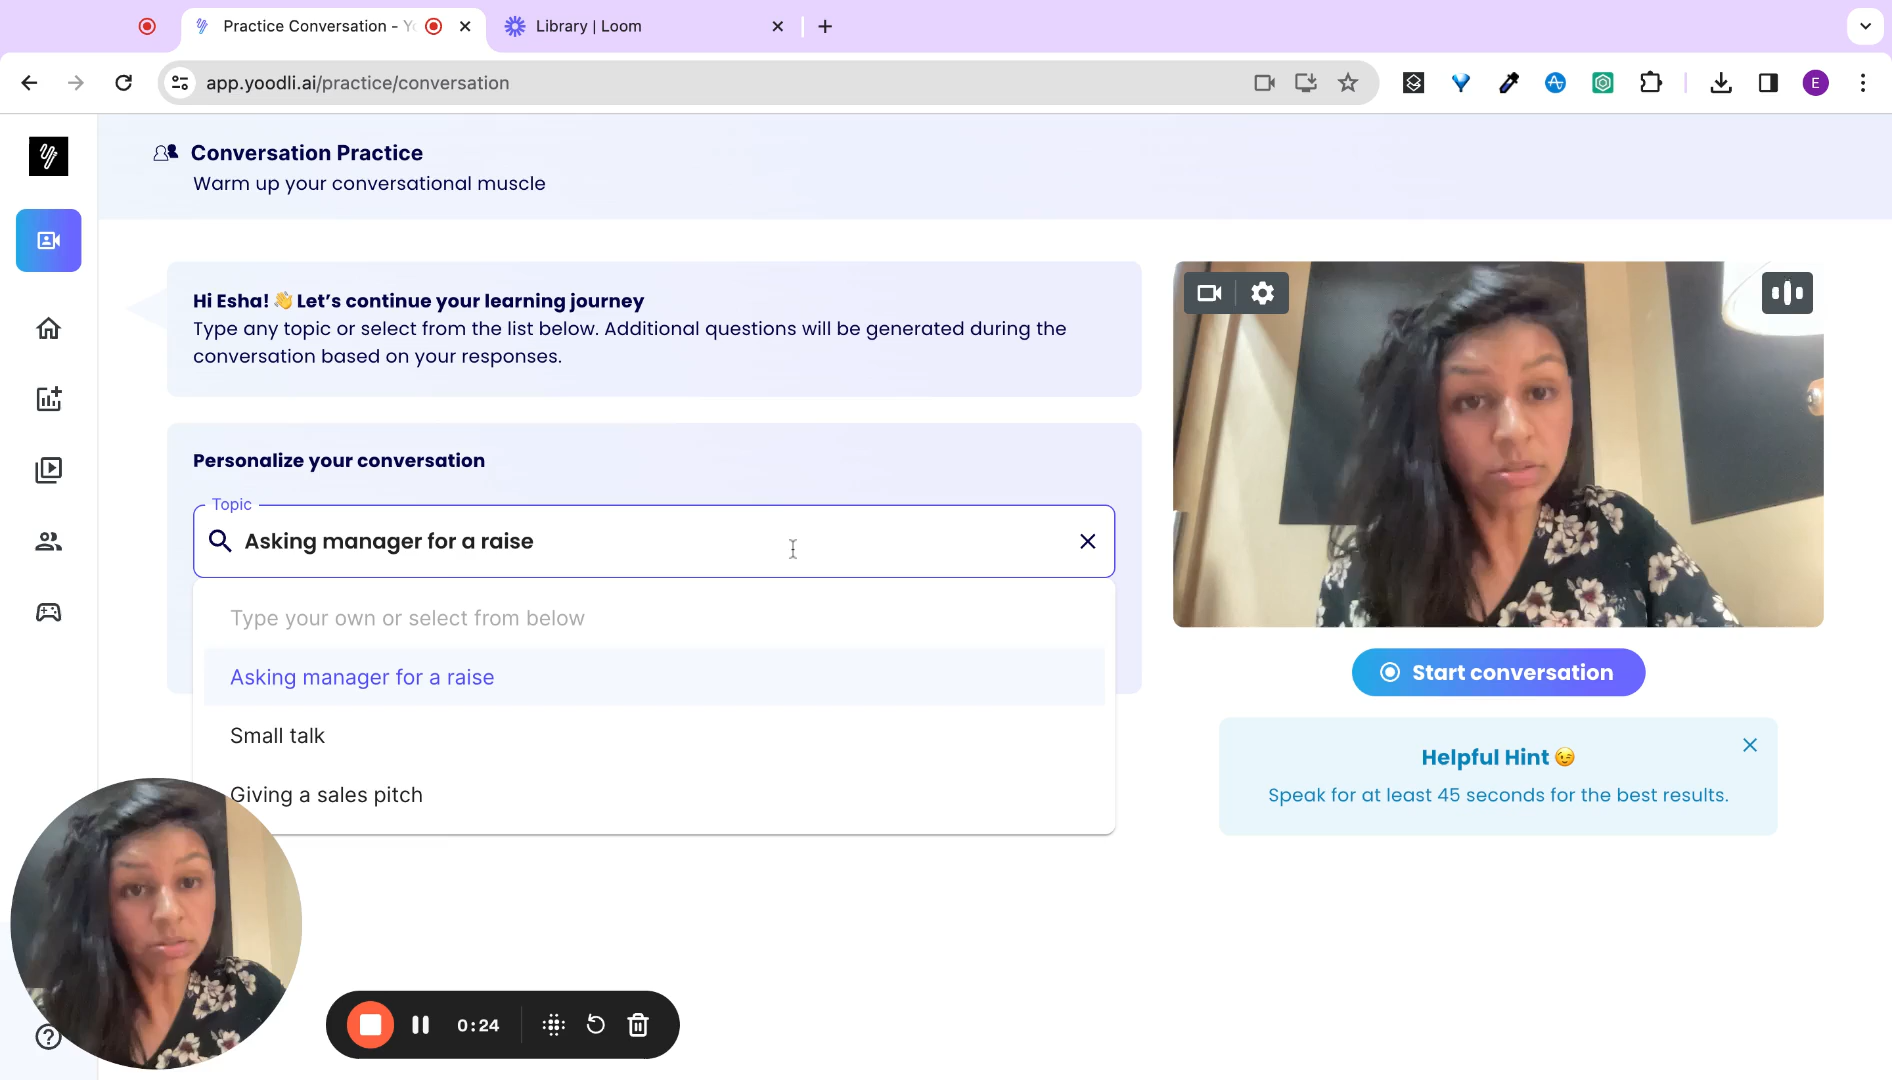 Practice Conversation - Yo
Library | Loom
app.yoodli.ai/practice/conversation
E
Conversation Practice
Warm up your conversational muscle
Hi Esha! 👋 Let's continue your learning journey
Type any topic or select from the list below. Additional questions will be generated during the
conversation based on your responses.
Personalize your conversation
Topic
Asking manager for a raise
Type your own or select from below
Asking manager for a raise
Small talk
Giving a sales pitch
Start conversation
Helpful Hint 😉
Speak for at least 45 seconds for the best results.
0:24